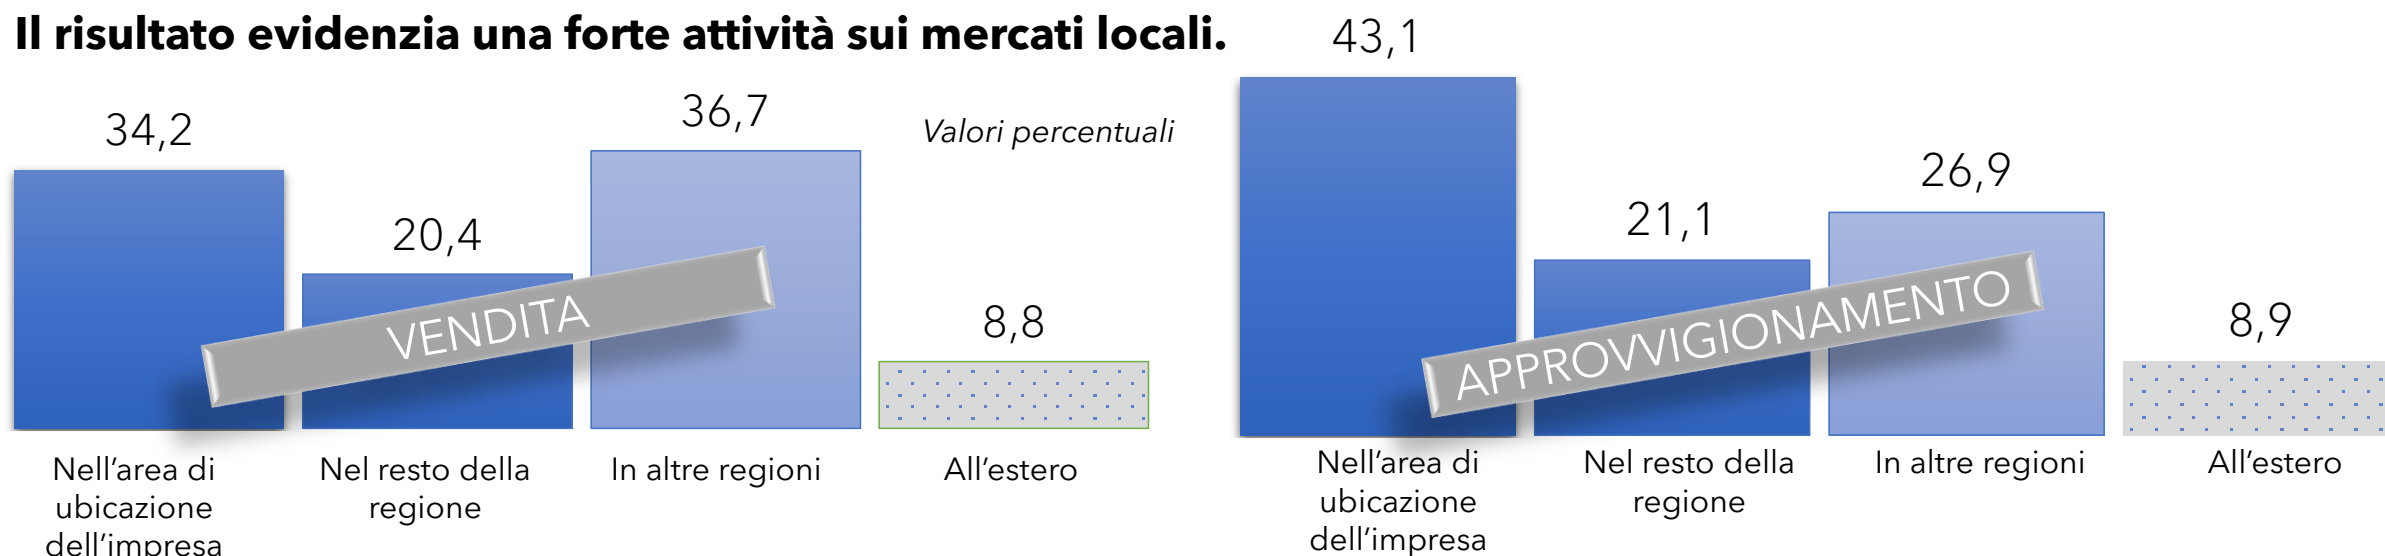 Il risultato evidenzia una forte attività sui mercati locali.
34,2
20,4
36,7
8,8
Valori percentuali
VENDITA
Nell'area di
ubicazione
dell'impresa
Nel resto della
regione
In altre regioni
All'estero
43,1
21,1
26,9
8,9
APPROVVIGIONAMENTO
Nell'area di
ubicazione
dell'impresa
Nel resto della
regione
In altre regioni
All'estero